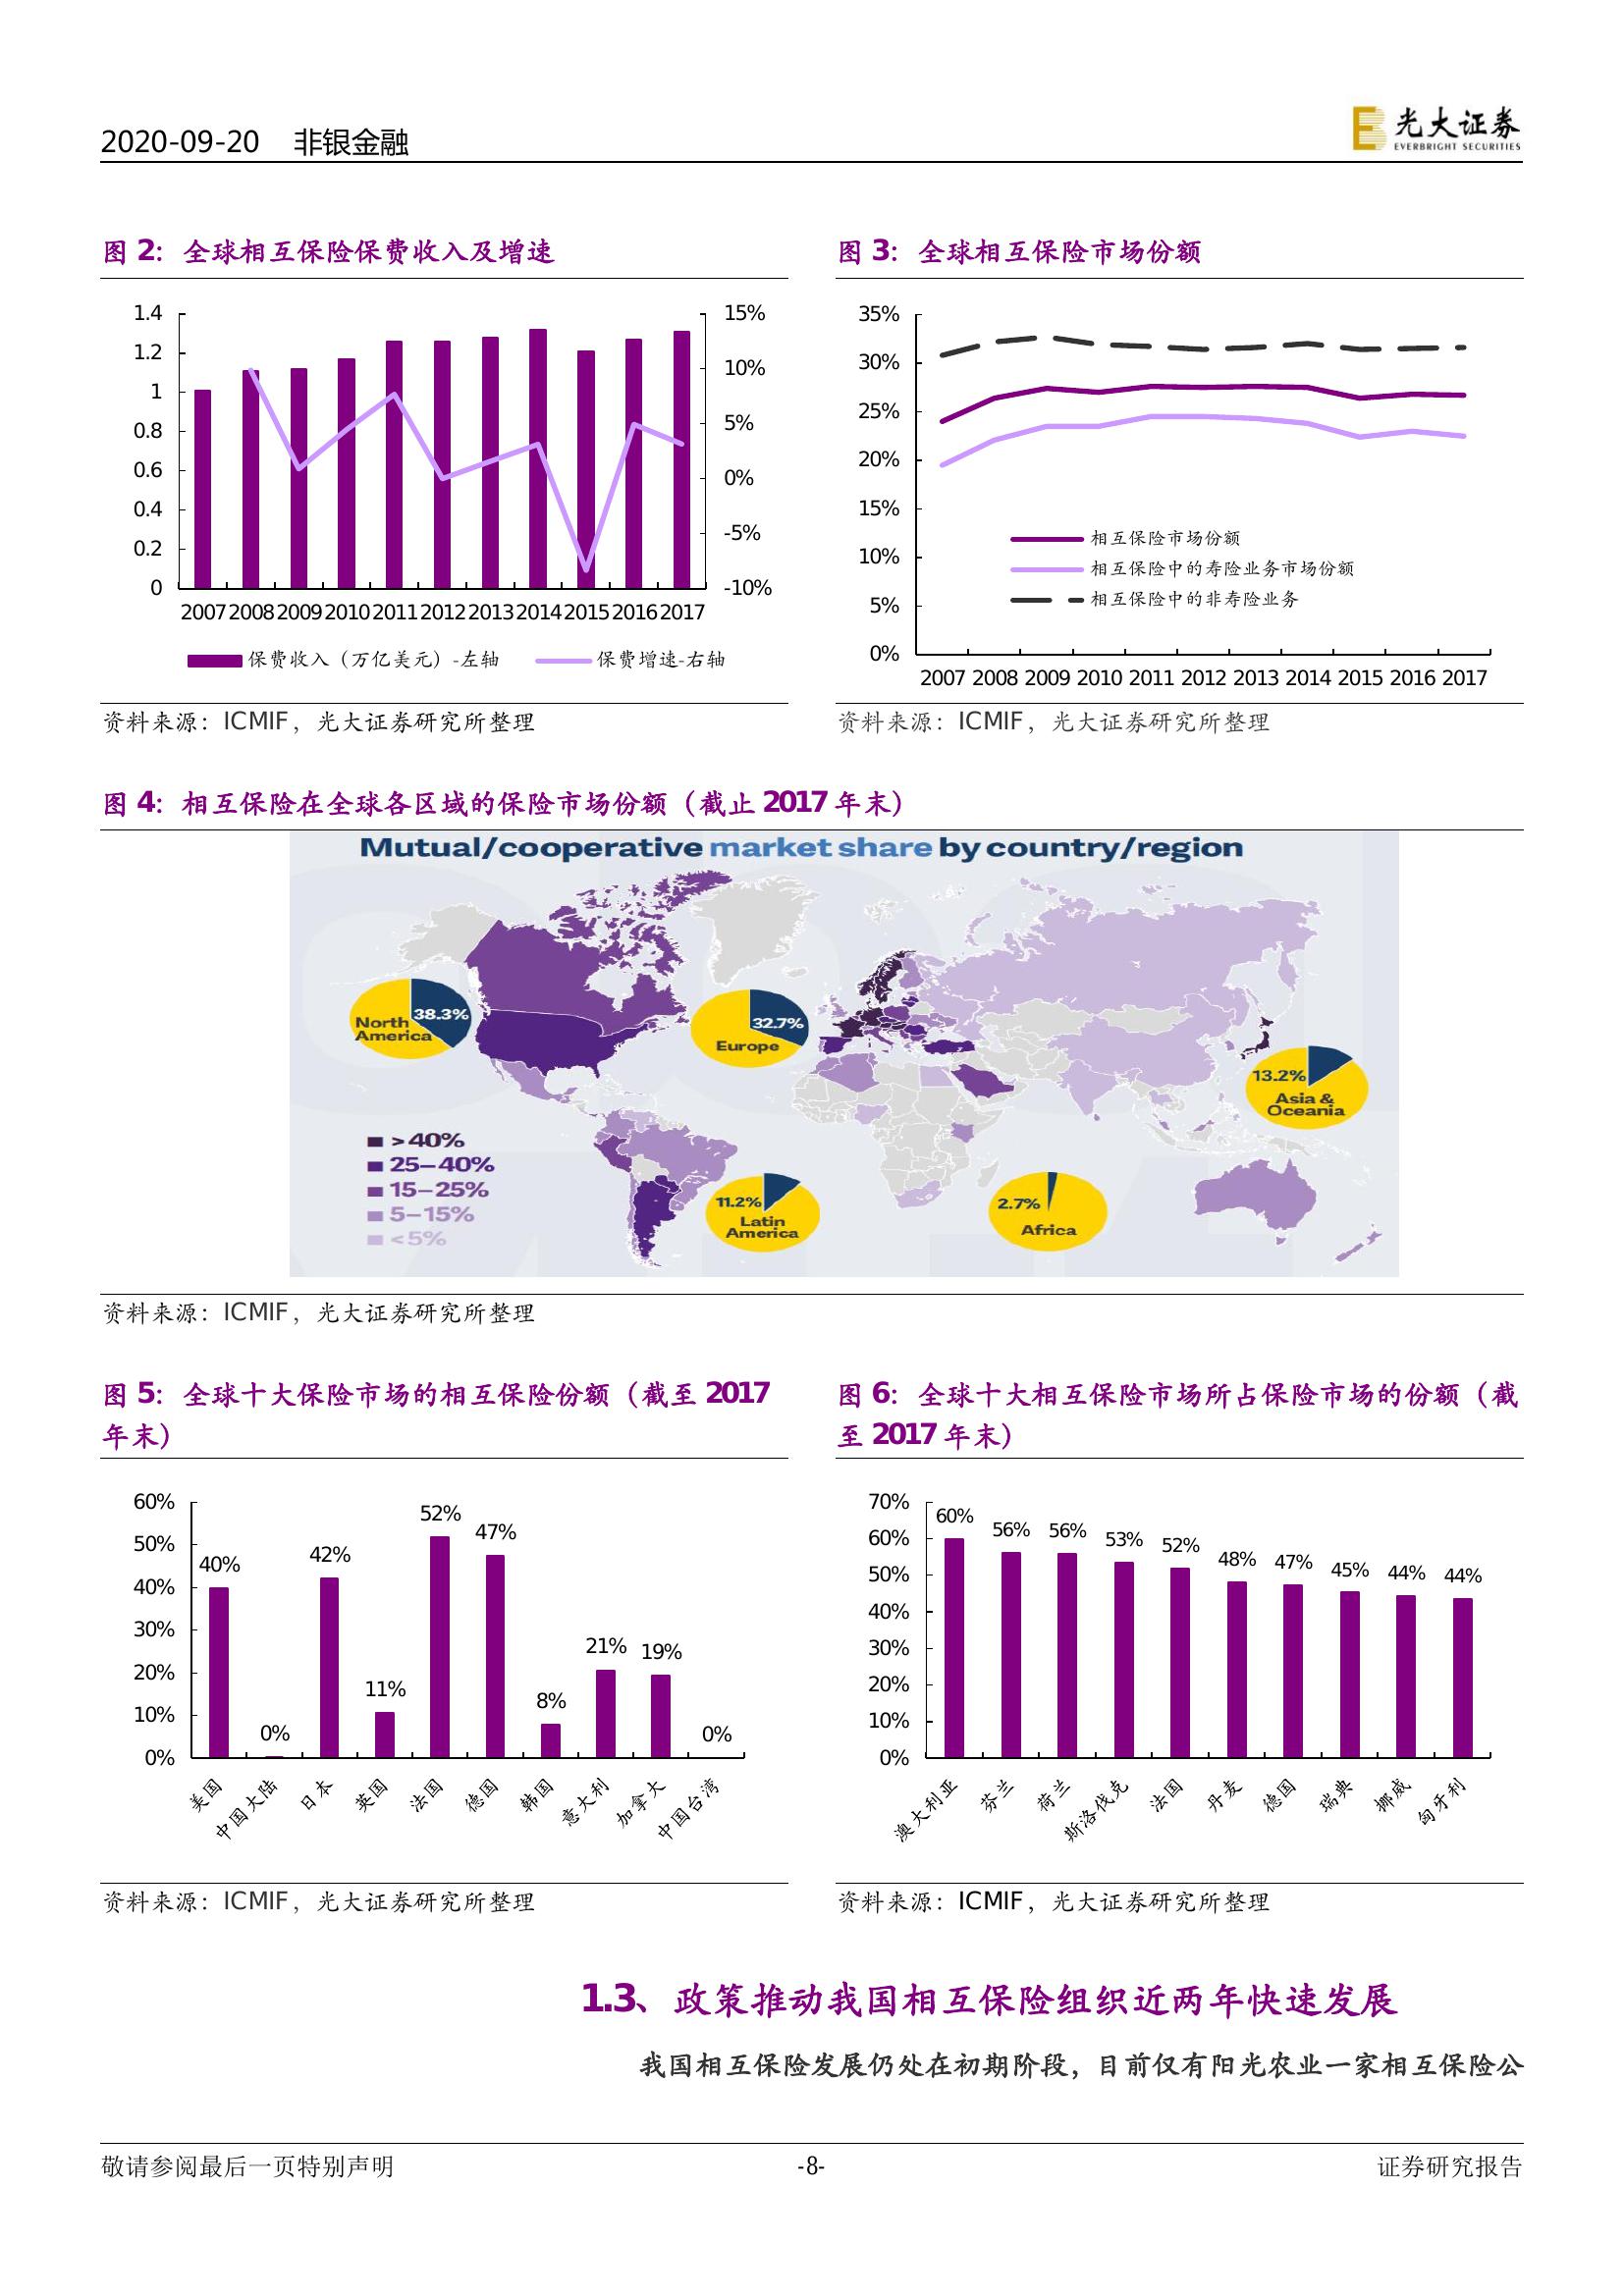 2020-09-20 非银金融
光大证券
EVERBRIGHT SECURITIES
图 2：全球相互保险保费收入及增速
1.4
1.2
1
0.8
0.6
0.4
0.2
0
15%
10%
5%
0%
-5%
-10%
2007 2008 2009 2010 2011 2012 2013 2014 2015 2016 2017
保费收入（万亿美元）-左轴 保费增速-右轴
资料来源：ICMIF，光大证券研究所整理
图 3：全球相互保险市场份额
35%
30%
25%
20%
15%
10%
5%
0%
相互保险市场份额
相互保险中的寿险业务市场份额
相互保险中的非寿险业务
2007 2008 2009 2010 2011 2012 2013 2014 2015 2016 2017
资料来源：ICMIF，光大证券研究所整理
图 4：相互保险在全球各区域的保险市场份额（截止 2017 年末）
Mutual/cooperative market share by country/region
38.3%
North
America
32.7%
Europe
13.2%
Asia &
Oceania
11.2%
Latin
America
2.7%
Africa
>40%
25–40%
15–25%
5–15%
<5%
资料来源：ICMIF，光大证券研究所整理
图 5：全球十大保险市场的相互保险份额（截至 2017
年末）
60%
50%
40%
30%
20%
10%
0%
40% 0% 42% 11% 52% 47% 8% 21% 19% 0%
美国 中国大陆 日本 英国 法国 德国 韩国 意大利 加拿大 中国台湾
资料来源：ICMIF，光大证券研究所整理
图 6：全球十大相互保险市场所占保险市场的份额（截
至 2017 年末）
70%
60%
50%
40%
30%
20%
10%
0%
60% 56% 56% 53% 52% 48% 47% 45% 44% 44%
澳大利亚 芬兰 荷兰 斯洛伐克 法国 丹麦 德国 瑞典 挪威 匈牙利
资料来源：ICMIF，光大证券研究所整理
1.3、政策推动我国相互保险组织近两年快速发展
我国相互保险发展仍处在初期阶段，目前仅有阳光农业一家相互保险公
敬请参阅最后一页特别声明 -8- 证券研究报告